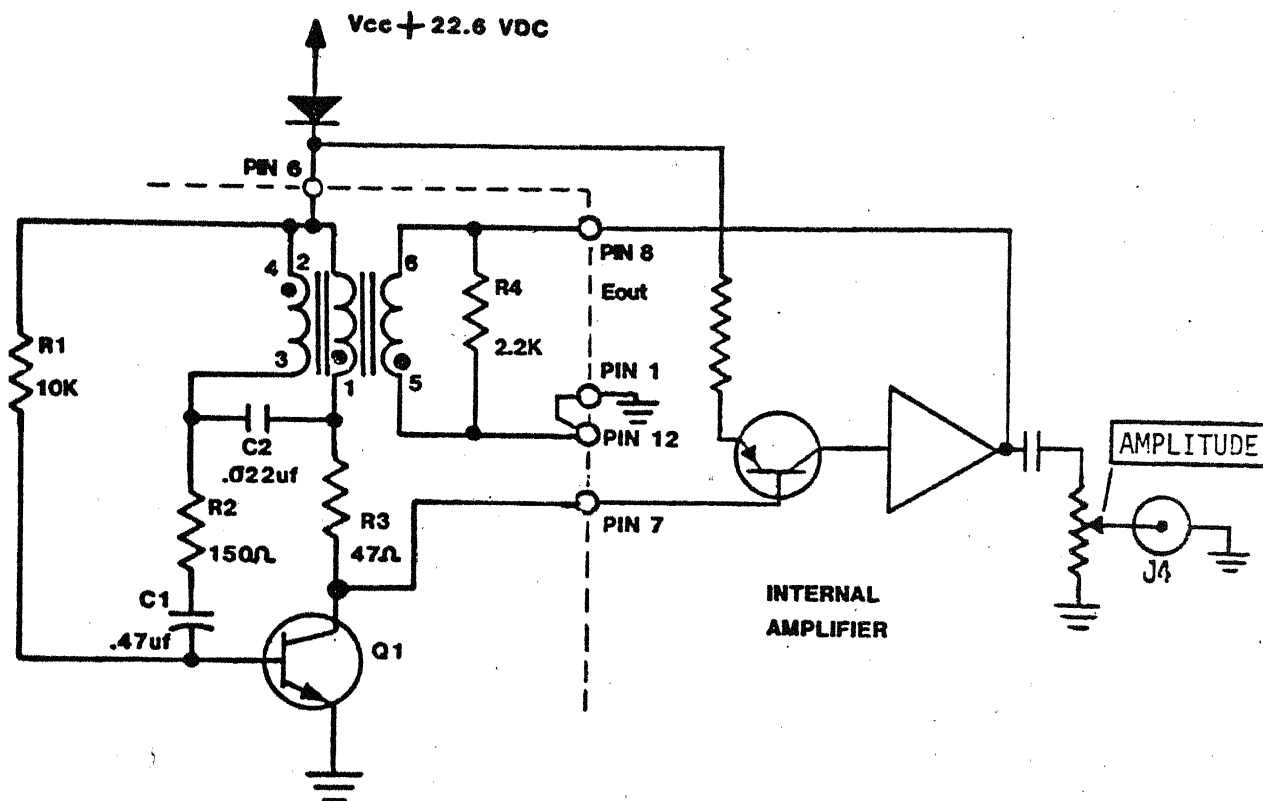 Vcc + 22.6 VDC
PIN 6
4
2
6
PIN 8
Eout
R4
2.2K
R1
10K
3
1
5
PIN 1
PIN 12
C2
.022uf
R2
150Ω
R3
47Ω
PIN 7
AMPLITUDE
J4
C1
.47uf
Q1
INTERNAL
AMPLIFIER